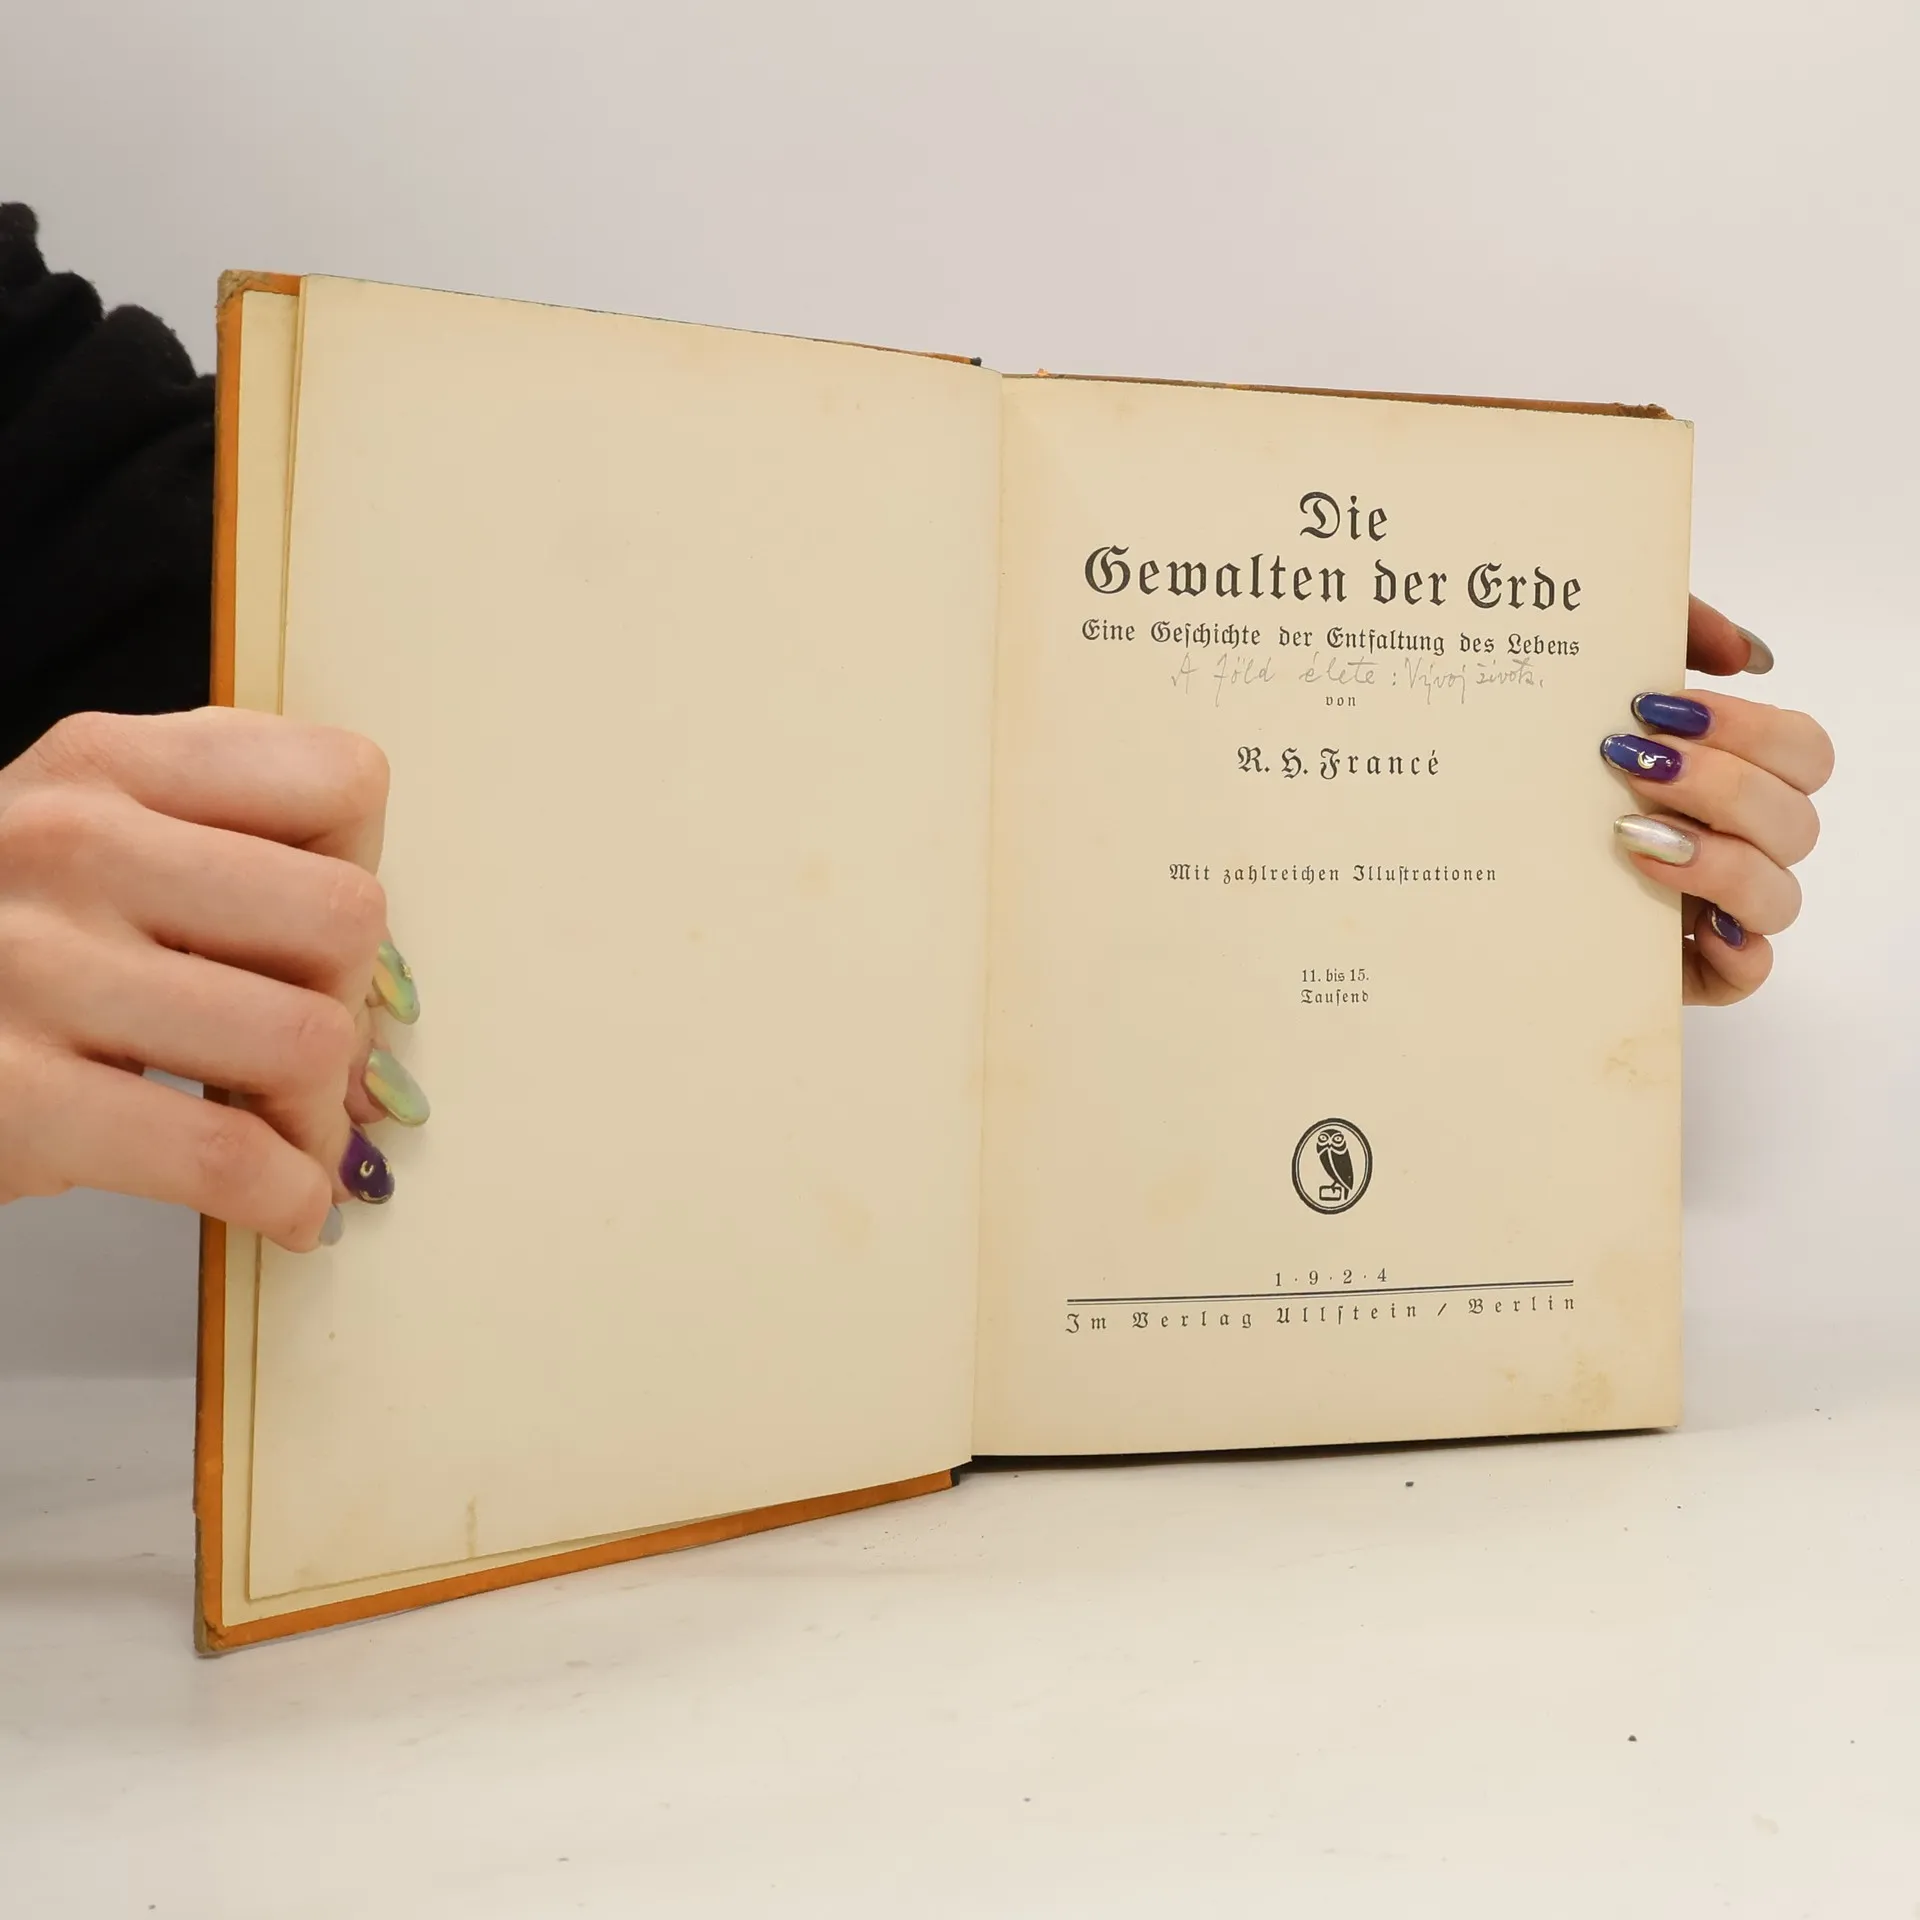 Die
Gewalten der Erde
Eine Geschichte der Entfaltung des Lebens
A föld élete: Vývoj života.
von
R. H. Francé
Mit zahlreichen Illustrationen
11. bis 15.
Tausend
1 · 9 · 2 · 4
Im Verlag Ullstein / Berlin